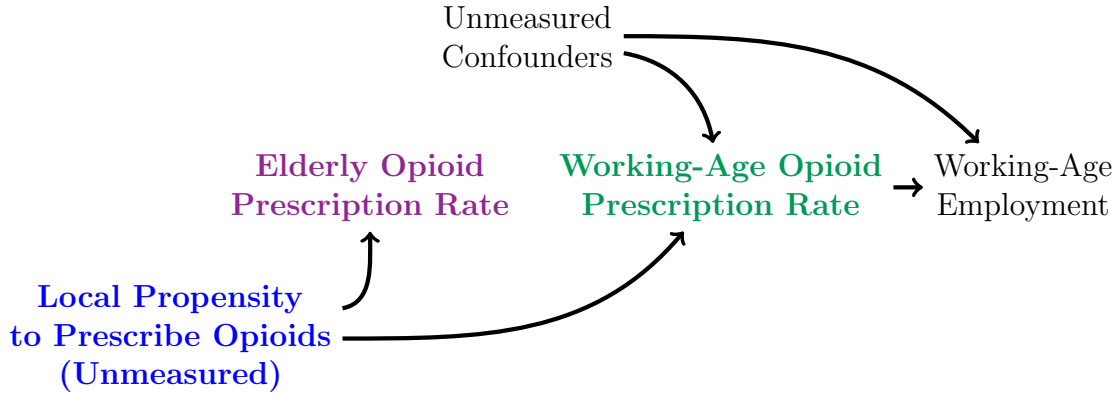 Unmeasured
Confounders
Elderly Opioid
Prescription Rate
Working-Age Opioid
Prescription Rate
Working-Age
Employment
Local Propensity
to Prescribe Opioids
(Unmeasured)